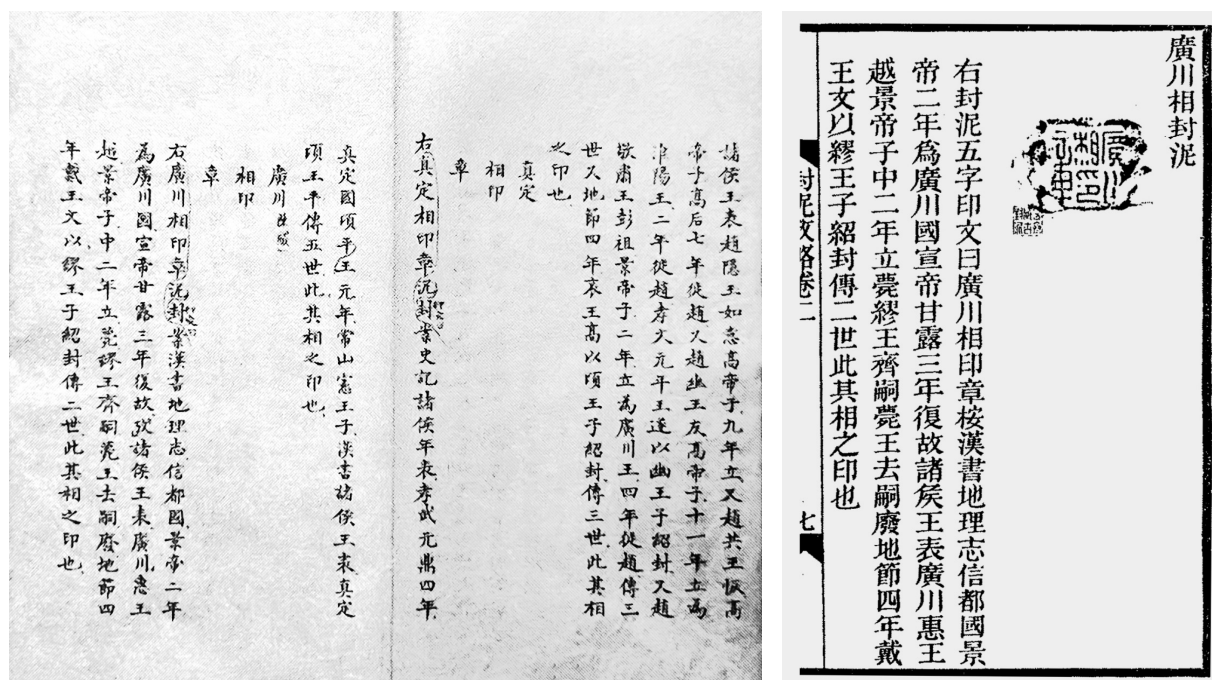 諸侯王表趙隱王如意高帝子九年立又趙共王恢高
帝子高后七年徙趙又趙幽王友高帝子十一年立為
淮陽王二年徙趙孝文元年王遂以幽王子紹封又趙
敬肅王彭祖景帝子二年立為廣川王四年徙趙傳三
世又地節四年哀王高以頃王子紹封傳三世此其相
之印也
真定
相印
章
右真定相印章泥封案史記諸侯年表孝武元鼎四年
真定國頃平王元年常山憲王子漢書諸侯王表真定
頃王平傳五世此其相之印也
廣川
相印
章
右廣川相印章泥封案漢書地理志信都國景帝二年
為廣川國宣帝甘露三年復故攷諸侯王表廣川惠王
越景帝子中二年立薨繆王齊嗣薨王去嗣廢地節四
年戴王文以繆王子紹封傳二世此其相之印也
廣川相封泥
右封泥五字印文曰廣川相印章桉漢書地理志信都國景
帝二年爲廣川國宣帝甘露三年復故諸矦王表廣川惠王
越景帝子中二年立薨繆王齊嗣薨王去嗣廢地節四年戴
王文以繆王子紹封傳二世此其相之印也
封泥攷略卷二
七